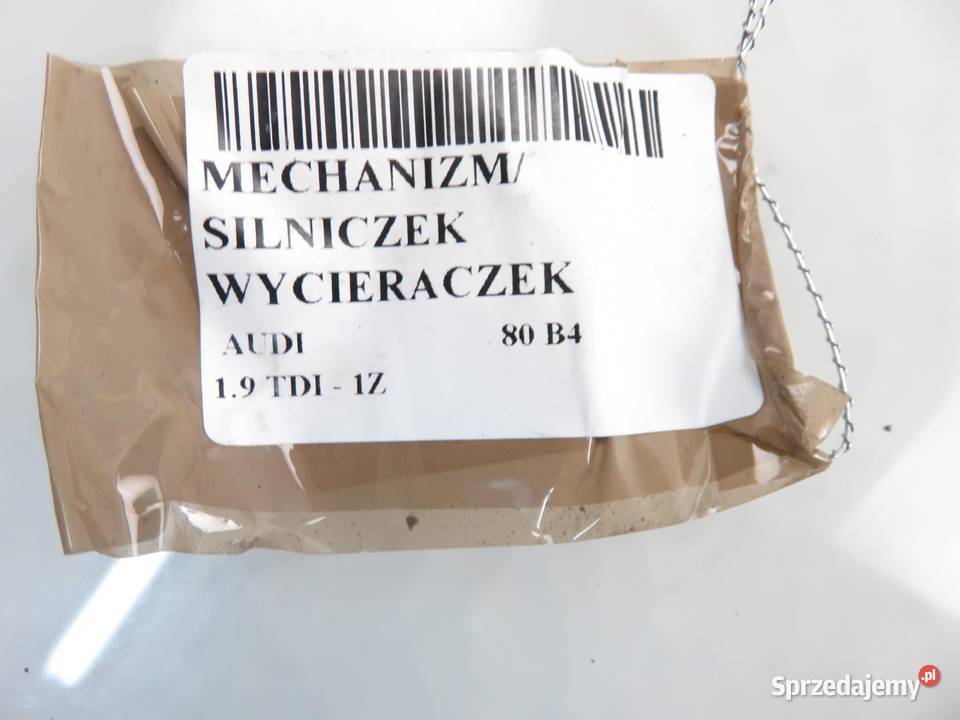 MECHANIZM/
SILNICZEK
WYCIERACZEK
AUDI 80 B4
1.9 TDI - 1Z
Sprzedajemy.pl